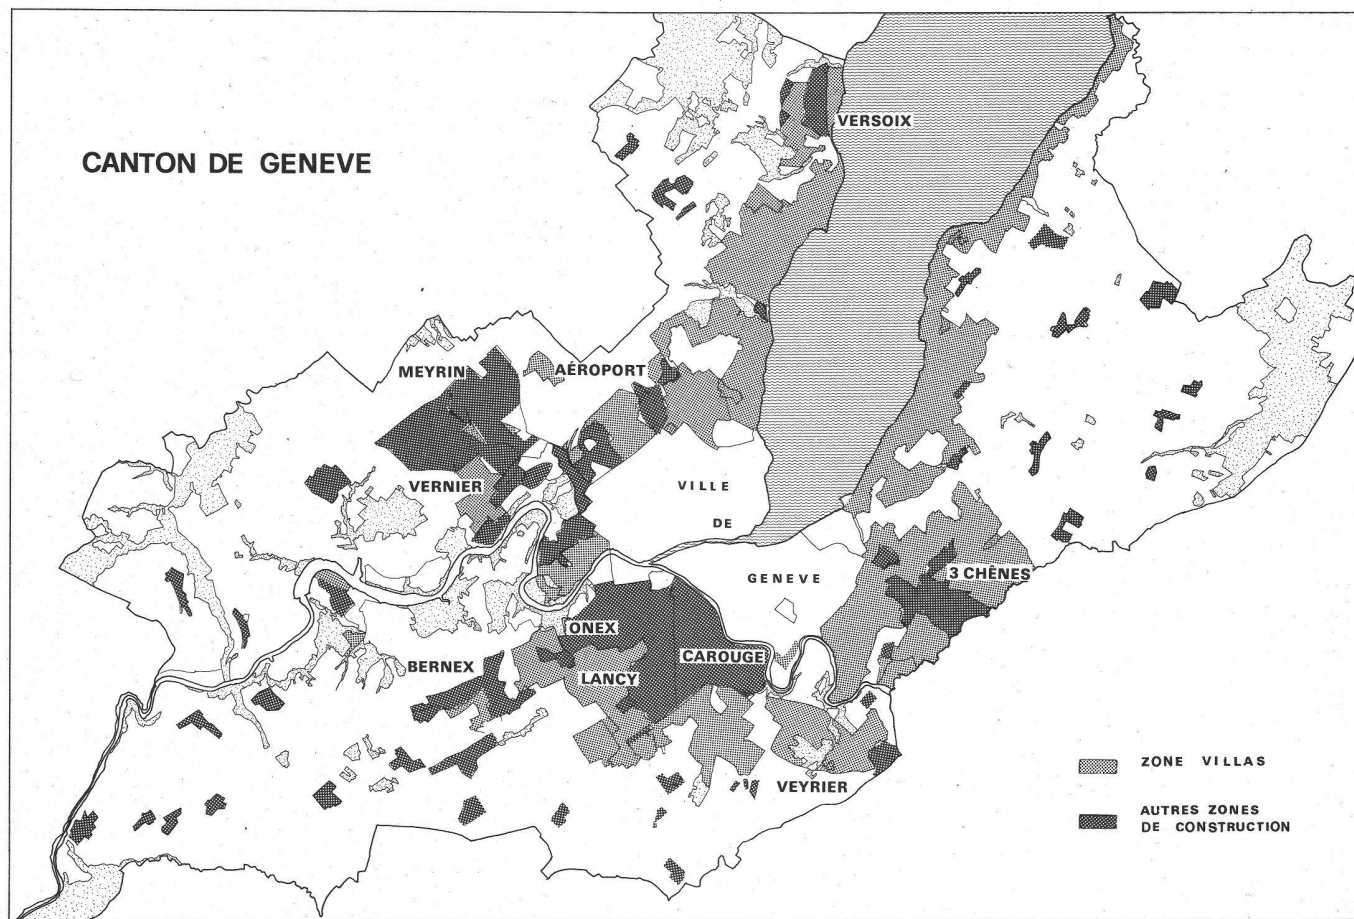 CANTON DE GENEVE
VERSOIX
MEYRIN
AÉROPORT
VERNIER
VILLE
DE
GENEVE
3 CHÊNES
ONEX
BERNEX
LANCY
CAROUGE
VEYRIER
ZONE VILLAS
AUTRES ZONES
DE CONSTRUCTION